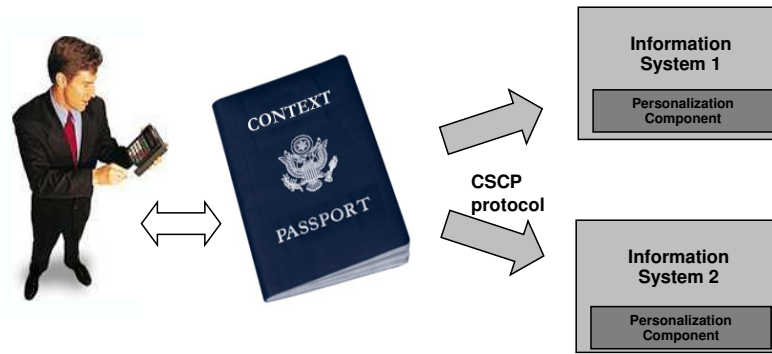 CONTEXT
PASSPORT
CSCP
protocol
Information
System 1
Personalization
Component
Information
System 2
Personalization
Component